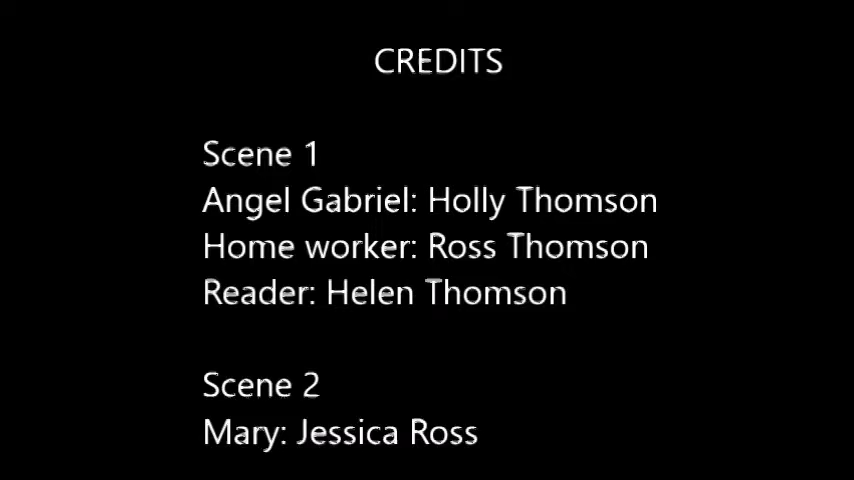 CREDITS
Scene 1
Angel Gabriel: Holly Thomson
Home worker: Ross Thomson
Reader: Helen Thomson
Scene 2
Mary: Jessica Ross